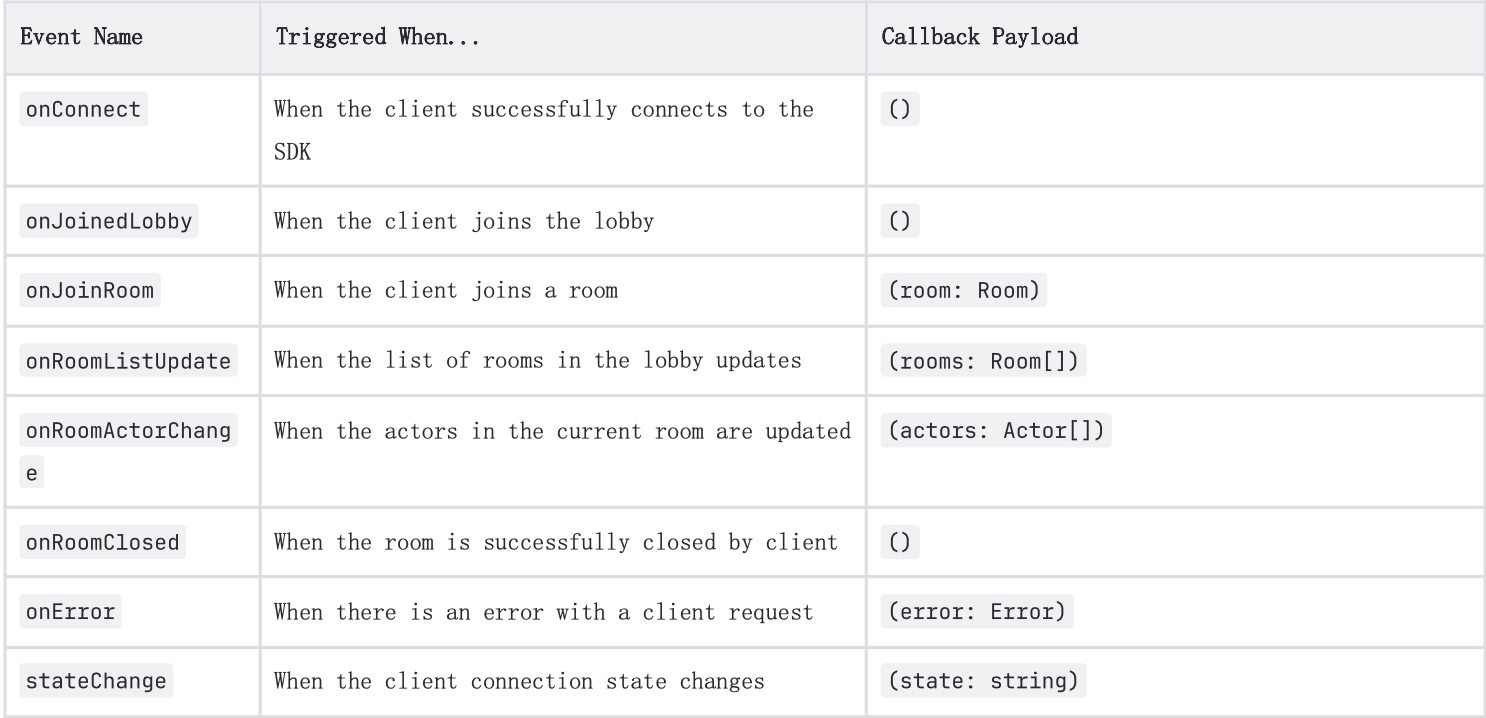 Event Name Triggered When... Callback Payload
onConnect When the client successfully connects to the ()
SDK
onJoinedLobby When the client joins the lobby ()
onJoinRoom When the client joins a room (room: Room)
onRoomListUpdate When the list of rooms in the lobby updates (rooms: Room[])
onRoomActorChang When the actors in the current room are updated (actors: Actor[])
e
onRoomClosed When the room is successfully closed by client ()
onError When there is an error with a client request (error: Error)
stateChange When the client connection state changes (state: string)